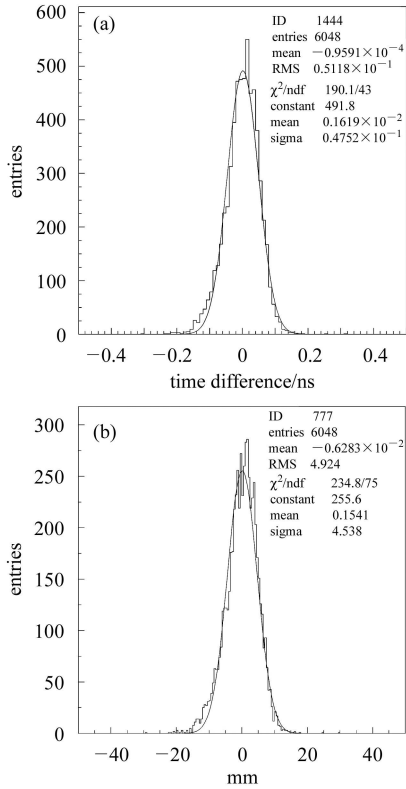 (a)
ID 1444
entries 6048
mean −0.9591×10⁻⁴
RMS 0.5118×10⁻¹
χ²/ndf 190.1/43
constant 491.8
mean 0.1619×10⁻²
sigma 0.4752×10⁻¹
600
500
400
300
200
100
0
entries
−0.4 −0.2 0 0.2 0.4
time difference/ns
(b)
ID 777
entries 6048
mean −0.6283×10⁻²
RMS 4.924
χ²/ndf 234.8/75
constant 255.6
mean 0.1541
sigma 4.538
300
250
200
150
100
50
0
entries
−40 −20 0 20 40
mm